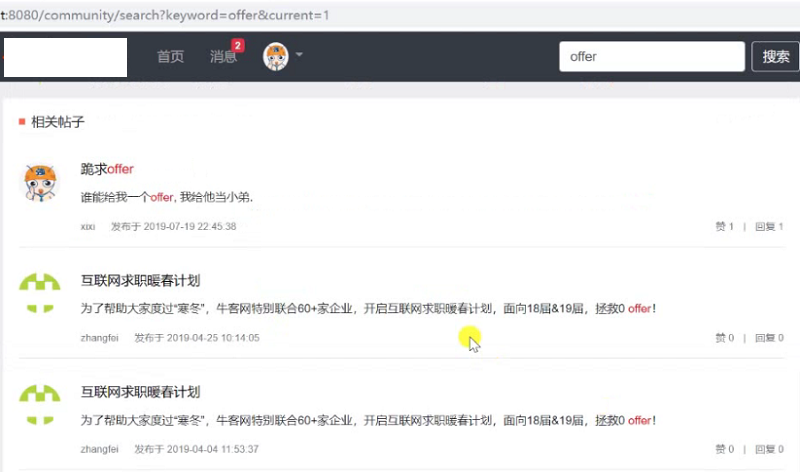 t:8080/community/search?keyword=offer&current=1
首页 消息 2 offer 搜索
相关帖子
跪求offer
谁能给我一个offer, 我给他当小弟.
xixi 发布于 2019-07-19 22:45:38 赞 1 | 回复 1
互联网求职暖春计划
为了帮助大家度过“寒冬”，牛客网特别联合60+家企业，开启互联网求职暖春计划，面向18届&19届，拯救0 offer！
zhangfei 发布于 2019-04-25 10:14:05 赞 0 | 回复 0
互联网求职暖春计划
为了帮助大家度过“寒冬”，牛客网特别联合60+家企业，开启互联网求职暖春计划，面向18届&19届，拯救0 offer！
zhangfei 发布于 2019-04-04 11:53:37 赞 0 | 回复 0